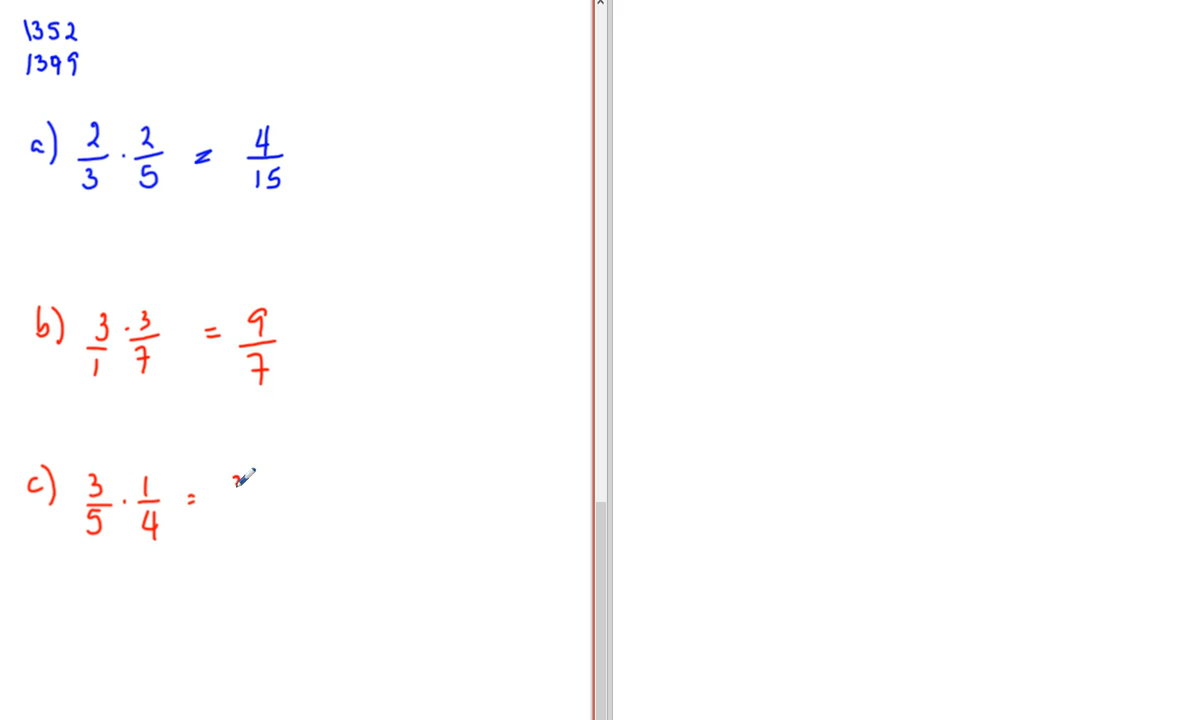 1352
1399
a) 2/3 · 2/5 = 4/15
b) 3/1 · 3/7 = 9/7
c) 3/5 · 1/4 =